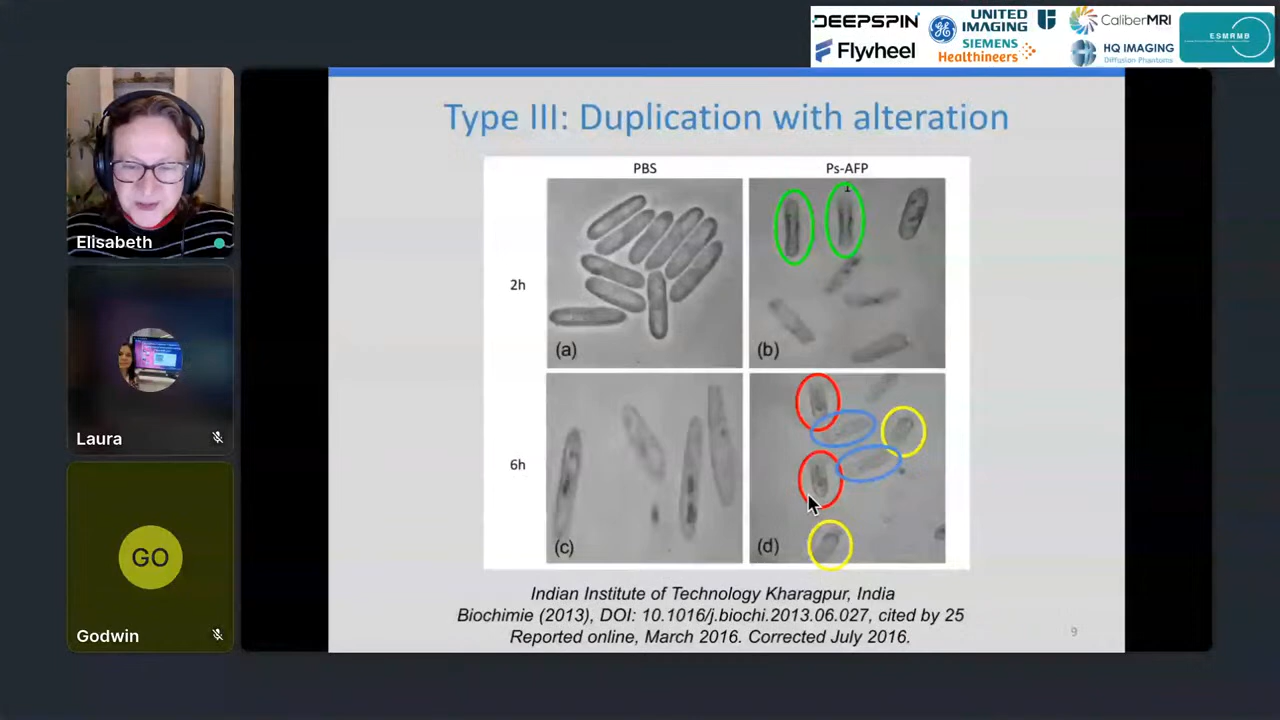 DEEPSPIN
UNITED
IMAGING
CaliberMRI
ESMRMB
Flywheel
SIEMENS
Healthineers
HQ IMAGING
Diffusion Phantoms
Type III: Duplication with alteration
PBS
Ps-AFP
1
2h
(a)
(b)
6h
(c)
(d)
Indian Institute of Technology Kharagpur, India
Biochimie (2013), DOI: 10.1016/j.biochi.2013.06.027, cited by 25
Reported online, March 2016. Corrected July 2016.
9
Elisabeth
Laura
GO
Godwin